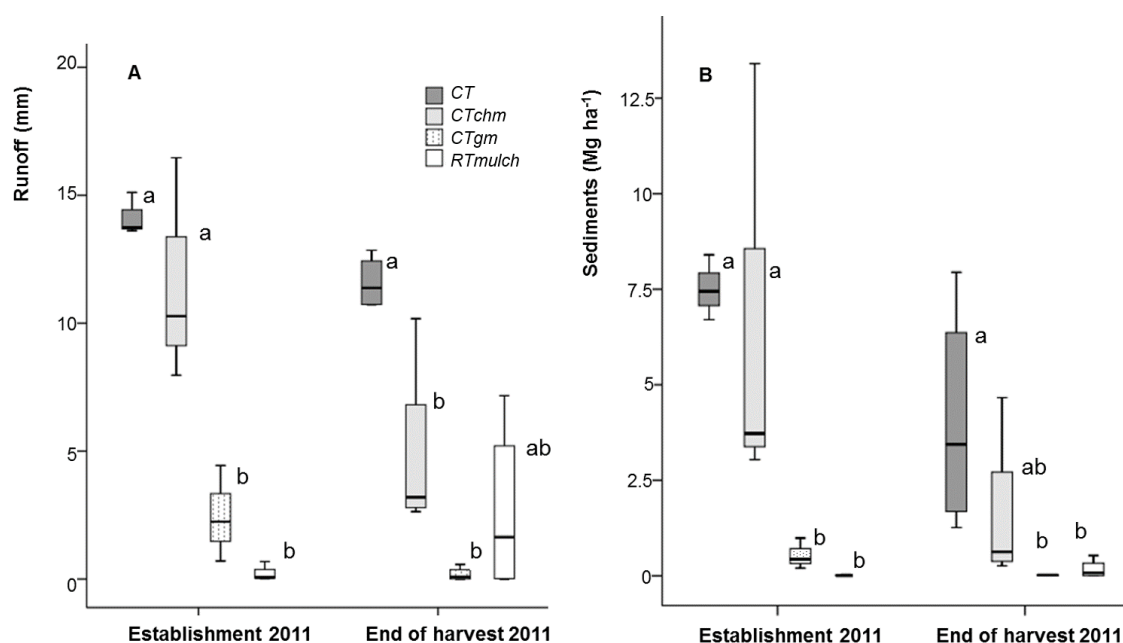 A
Runoff (mm)
20
15
10
5
0
CT
CTchm
CTgm
RTmulch
a
a
b
b
a
b
b
ab
Establishment 2011
End of harvest 2011
B
Sediments (Mg ha⁻¹)
12.5
10
7.5
5
2.5
0
a
a
b
b
a
ab
b
b
Establishment 2011
End of harvest 2011